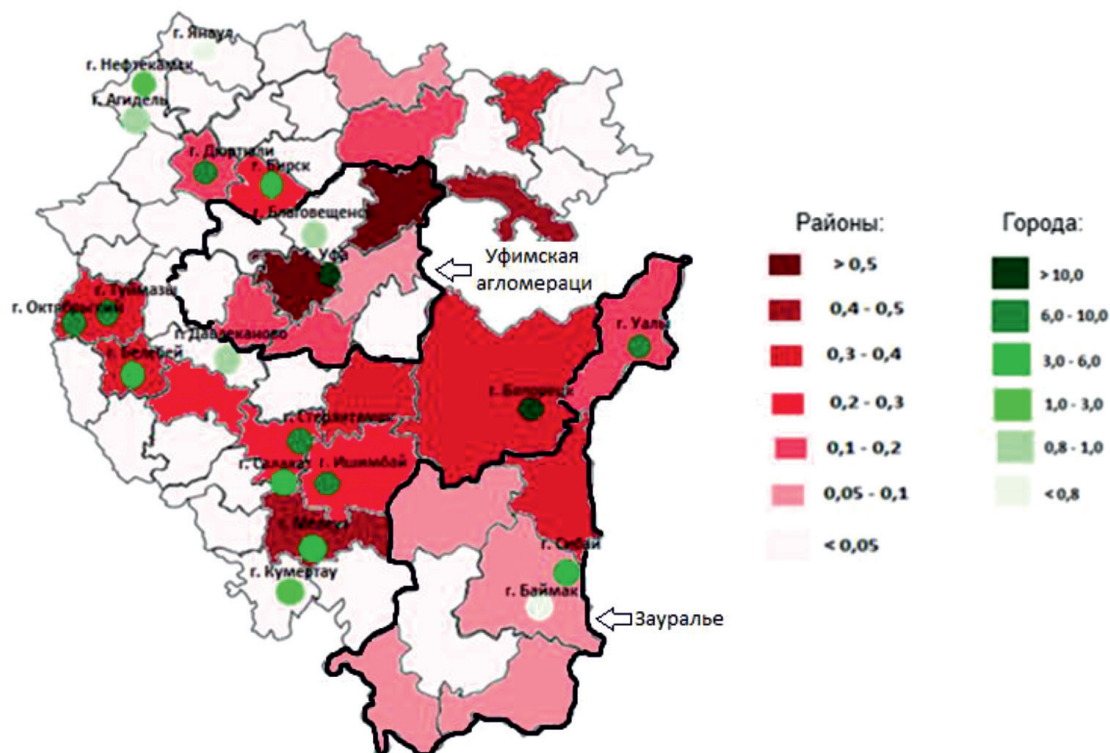 г. Янаул
г. Нефтекамск
г. Агидель
г. Дюртюли
г. Бирск
г. Благовещенск
г. Уфа
Уфимская
агломераци
г. Октябрьский
г. Туймазы
г. Давлеканово
г. Белебей
г. Учалы
г. Белорецк
г. Стерлитамак
г. Салават
г. Ишимбай
г. Мелеуз
г. Кумертау
г. Сибай
г. Баймак
Зауралье
Районы:
> 0,5
0,4 - 0,5
0,3 - 0,4
0,2 - 0,3
0,1 - 0,2
0,05 - 0,1
< 0,05
Города:
> 10,0
6,0 - 10,0
3,0 - 6,0
1,0 - 3,0
0,8 - 1,0
< 0,8